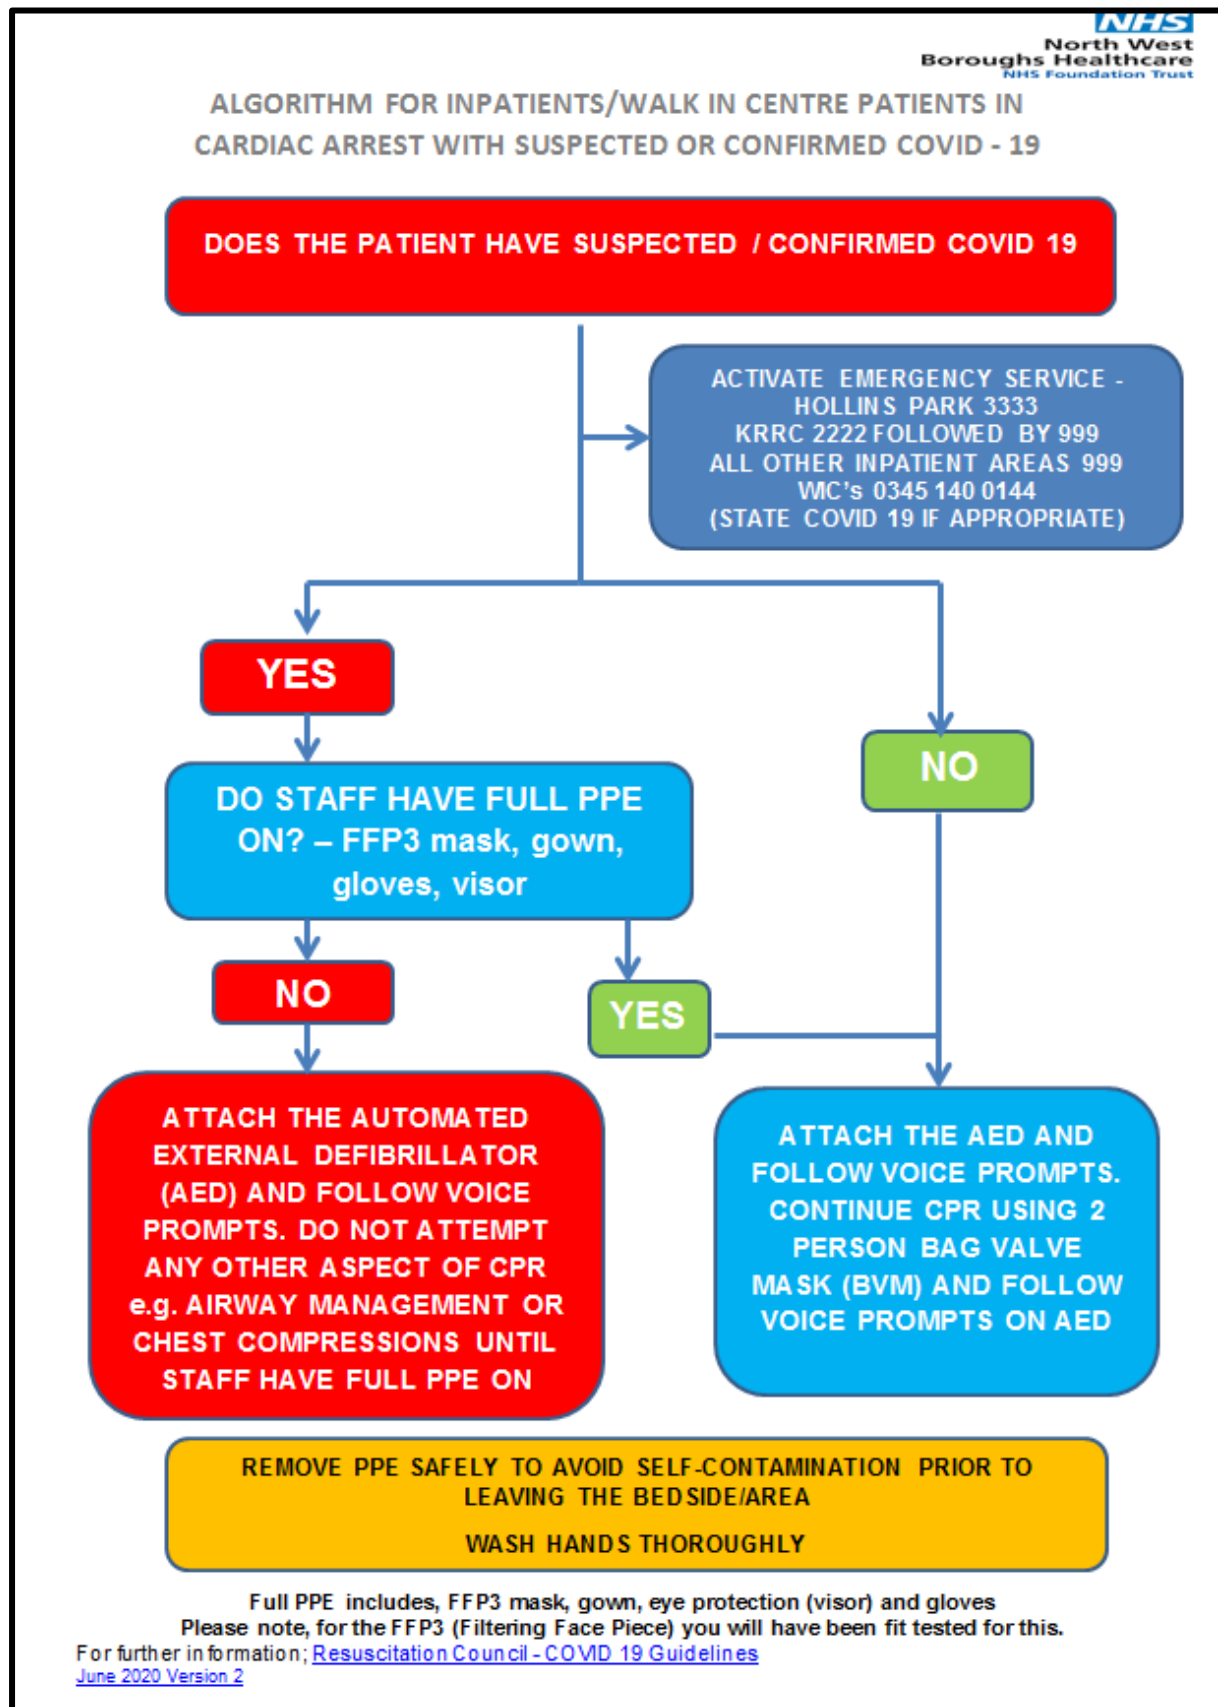 NHS
North West
Boroughs Healthcare
NHS Foundation Trust
ALGORITHM FOR INPATIENTS/WALK IN CENTRE PATIENTS IN
CARDIAC ARREST WITH SUSPECTED OR CONFIRMED COVID - 19
DOES THE PATIENT HAVE SUSPECTED / CONFIRMED COVID 19
ACTIVATE EMERGENCY SERVICE -
HOLLINS PARK 3333
KRRC 2222 FOLLOWED BY 999
ALL OTHER INPATIENT AREAS 999
WIC's 0345 140 0144
(STATE COVID 19 IF APPROPRIATE)
YES
NO
DO STAFF HAVE FULL PPE
ON? – FFP3 mask, gown,
gloves, visor
NO
YES
ATTACH THE AUTOMATED
EXTERNAL DEFIBRILLATOR
(AED) AND FOLLOW VOICE
PROMPTS. DO NOT ATTEMPT
ANY OTHER ASPECT OF CPR
e.g. AIRWAY MANAGEMENT OR
CHEST COMPRESSIONS UNTIL
STAFF HAVE FULL PPE ON
ATTACH THE AED AND
FOLLOW VOICE PROMPTS.
CONTINUE CPR USING 2
PERSON BAG VALVE
MASK (BVM) AND FOLLOW
VOICE PROMPTS ON AED
REMOVE PPE SAFELY TO AVOID SELF-CONTAMINATION PRIOR TO
LEAVING THE BEDSIDE/AREA
WASH HANDS THOROUGHLY
Full PPE includes, FFP3 mask, gown, eye protection (visor) and gloves
Please note, for the FFP3 (Filtering Face Piece) you will have been fit tested for this.
For further information; Resuscitation Council - COVID 19 Guidelines
June 2020 Version 2